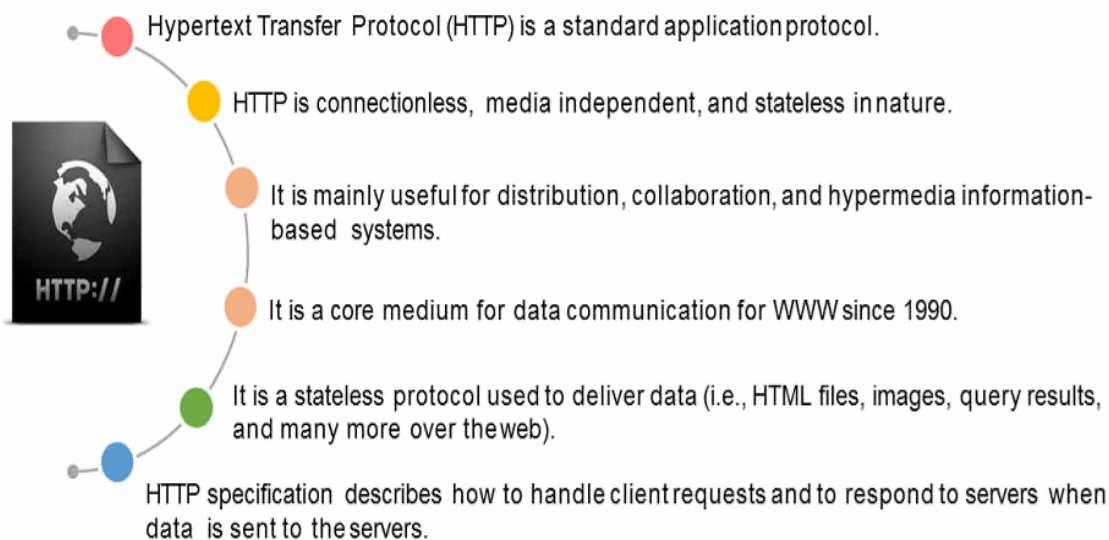 Hypertext Transfer Protocol (HTTP) is a standard application protocol.
HTTP is connectionless, media independent, and stateless in nature.
It is mainly useful for distribution, collaboration, and hypermedia information-
based systems.
HTTP://
It is a core medium for data communication for WWW since 1990.
It is a stateless protocol used to deliver data (i.e., HTML files, images, query results,
and many more over the web).
HTTP specification describes how to handle client requests and to respond to servers when
data is sent to the servers.